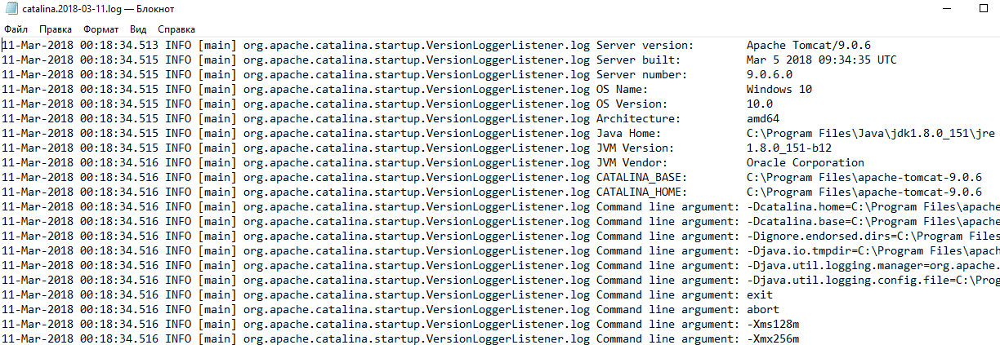 catalina.2018-03-11.log — Блокнот
Файл Правка Формат Вид Справка
11-Mar-2018 00:18:34.513 INFO [main] org.apache.catalina.startup.VersionLoggerListener.log Server version: Apache Tomcat/9.0.6
11-Mar-2018 00:18:34.515 INFO [main] org.apache.catalina.startup.VersionLoggerListener.log Server built: Mar 5 2018 09:34:35 UTC
11-Mar-2018 00:18:34.515 INFO [main] org.apache.catalina.startup.VersionLoggerListener.log Server number: 9.0.6.0
11-Mar-2018 00:18:34.515 INFO [main] org.apache.catalina.startup.VersionLoggerListener.log OS Name: Windows 10
11-Mar-2018 00:18:34.515 INFO [main] org.apache.catalina.startup.VersionLoggerListener.log OS Version: 10.0
11-Mar-2018 00:18:34.515 INFO [main] org.apache.catalina.startup.VersionLoggerListener.log Architecture: amd64
11-Mar-2018 00:18:34.515 INFO [main] org.apache.catalina.startup.VersionLoggerListener.log Java Home: C:\Program Files\Java\jdk1.8.0_151\jre
11-Mar-2018 00:18:34.515 INFO [main] org.apache.catalina.startup.VersionLoggerListener.log JVM Version: 1.8.0_151-b12
11-Mar-2018 00:18:34.516 INFO [main] org.apache.catalina.startup.VersionLoggerListener.log JVM Vendor: Oracle Corporation
11-Mar-2018 00:18:34.516 INFO [main] org.apache.catalina.startup.VersionLoggerListener.log CATALINA_BASE: C:\Program Files\apache-tomcat-9.0.6
11-Mar-2018 00:18:34.516 INFO [main] org.apache.catalina.startup.VersionLoggerListener.log CATALINA_HOME: C:\Program Files\apache-tomcat-9.0.6
11-Mar-2018 00:18:34.516 INFO [main] org.apache.catalina.startup.VersionLoggerListener.log Command line argument: -Dcatalina.home=C:\Program Files\apache
11-Mar-2018 00:18:34.516 INFO [main] org.apache.catalina.startup.VersionLoggerListener.log Command line argument: -Dcatalina.base=C:\Program Files\apache
11-Mar-2018 00:18:34.516 INFO [main] org.apache.catalina.startup.VersionLoggerListener.log Command line argument: -Dignore.endorsed.dirs=C:\Program Files
11-Mar-2018 00:18:34.516 INFO [main] org.apache.catalina.startup.VersionLoggerListener.log Command line argument: -Djava.io.tmpdir=C:\Program Files\apach
11-Mar-2018 00:18:34.516 INFO [main] org.apache.catalina.startup.VersionLoggerListener.log Command line argument: -Djava.util.logging.manager=org.apache.
11-Mar-2018 00:18:34.516 INFO [main] org.apache.catalina.startup.VersionLoggerListener.log Command line argument: -Djava.util.logging.config.file=C:\Prog
11-Mar-2018 00:18:34.516 INFO [main] org.apache.catalina.startup.VersionLoggerListener.log Command line argument: exit
11-Mar-2018 00:18:34.516 INFO [main] org.apache.catalina.startup.VersionLoggerListener.log Command line argument: abort
11-Mar-2018 00:18:34.516 INFO [main] org.apache.catalina.startup.VersionLoggerListener.log Command line argument: -Xms128m
11-Mar-2018 00:18:34.516 INFO [main] org.apache.catalina.startup.VersionLoggerListener.log Command line argument: -Xmx256m